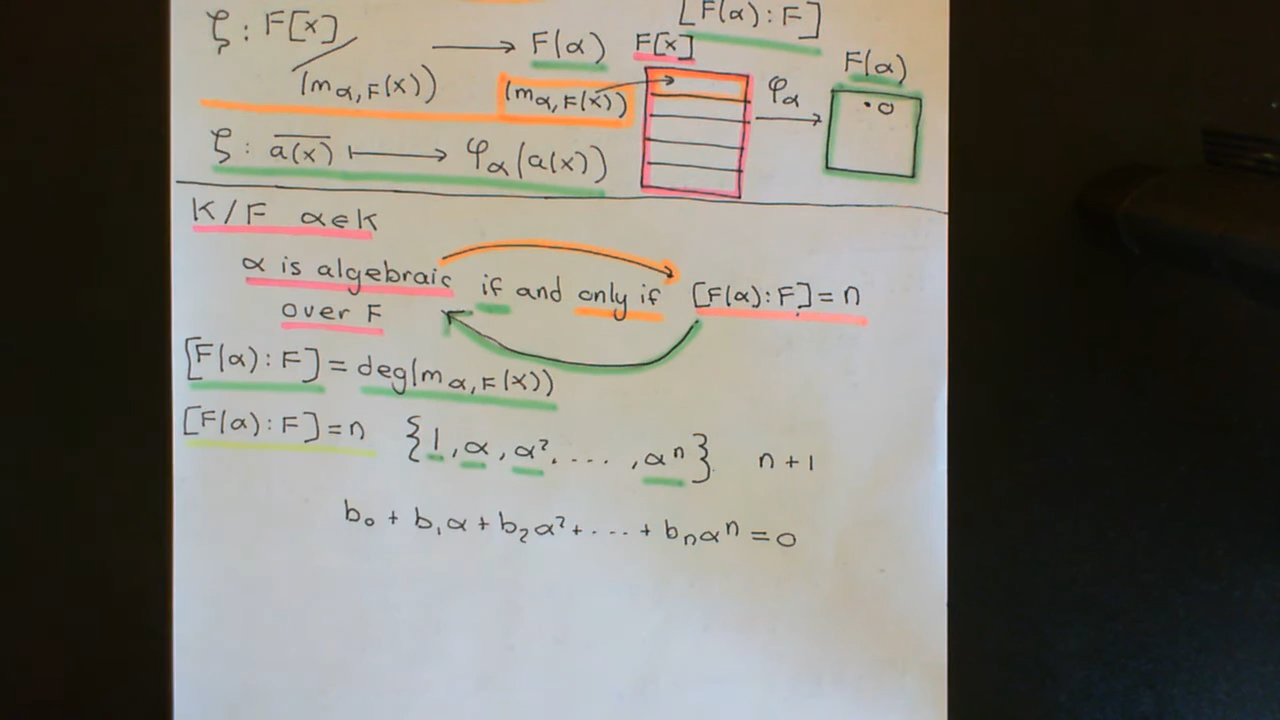 [F(α):F]
ζ: F[x]/(m_{α,F}(x)) ⟶ F(α)
F[x]
F(α)
(m_{α,F}(x))
φ_α
·0
ζ: \overline{a(x)} ⟼ φ_α(a(x))
K/F α∈K
α is algebraic if and only if [F(α):F]=n
over F
[F(α):F] = deg(m_{α,F}(x))
[F(α):F]=n {1, α, α², ..., αⁿ} n+1
b₀ + b₁α + b₂α² + ... + bₙαⁿ = 0